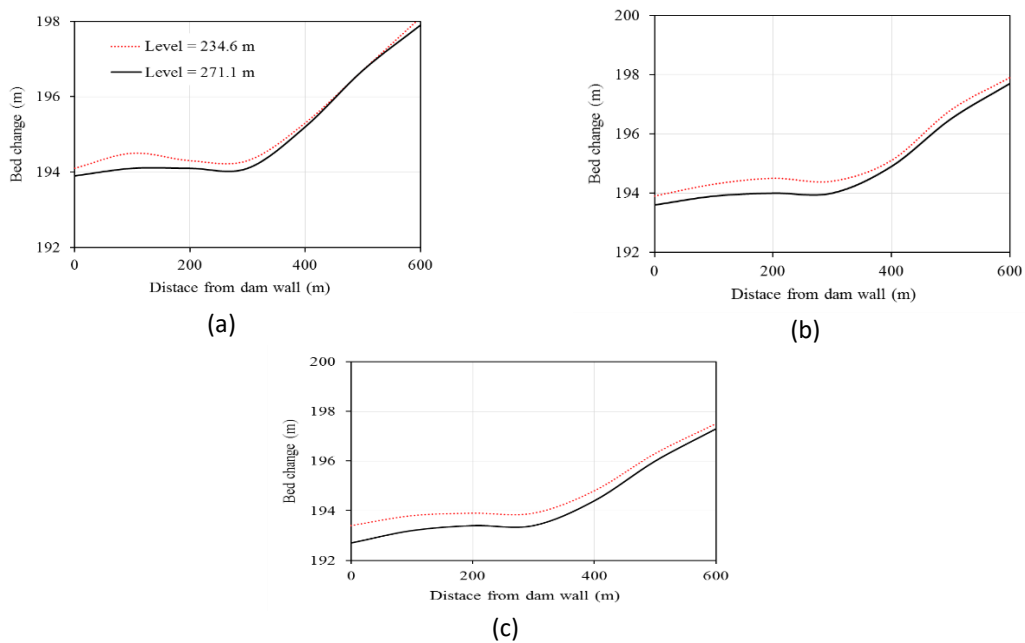 198
196
194
192
Bed change (m)
Level = 234.6 m
Level = 271.1 m
0
200
400
600
Distace from dam wall (m)
(a)
200
198
196
194
192
Bed change (m)
0
200
400
600
Distace from dam wall (m)
(b)
200
198
196
193
192
Bed change (m)
0
200
400
600
Distace from dam wall (m)
(c)